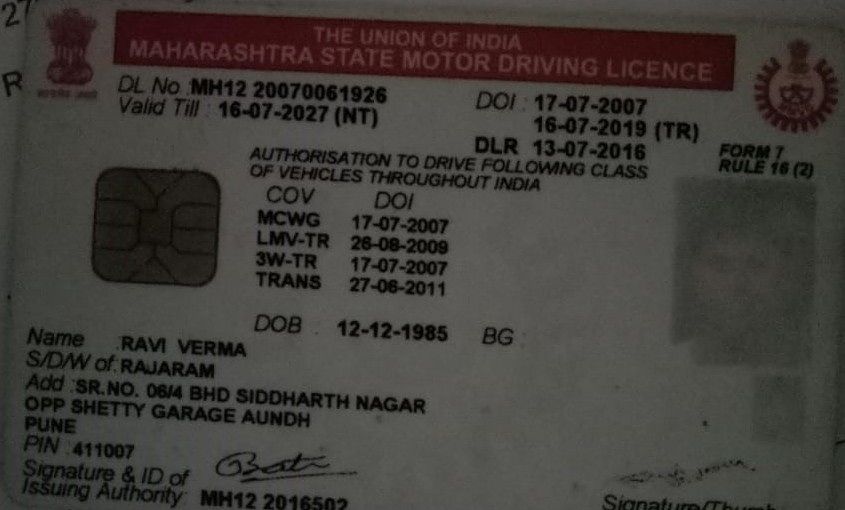 27
R
THE UNION OF INDIA
MAHARASHTRA STATE MOTOR DRIVING LICENCE
DL No : MH12 20070061926 DOI : 17-07-2007
Valid Till : 16-07-2027 (NT) 16-07-2019 (TR)
DLR 13-07-2016 FORM 7
RULE 16 (2)
AUTHORISATION TO DRIVE FOLLOWING CLASS
OF VEHICLES THROUGHOUT INDIA
COV DOI
MCWG 17-07-2007
LMV-TR 26-08-2009
3W-TR 17-07-2007
TRANS 27-06-2011
DOB : 12-12-1985 BG :
Name : RAVI VERMA
S/D/W of : RAJARAM
Add : SR.NO. 06/4 BHD SIDDHARTH NAGAR
OPP SHETTY GARAGE AUNDH
PUNE
PIN : 411007
Signature & ID of
Issuing Authority: MH12 2016502
Signature/Thumb